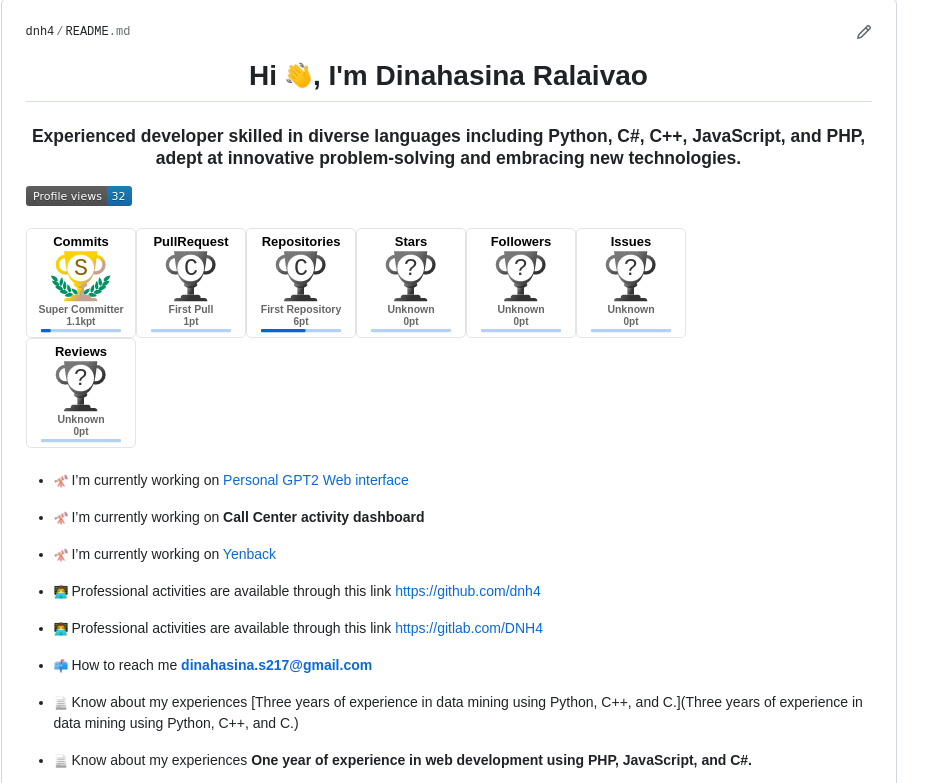 dnh4/README.md
Hi 👋, I'm Dinahasina Ralaivao
Experienced developer skilled in diverse languages including Python, C#, C++, JavaScript, and PHP,
adept at innovative problem-solving and embracing new technologies.
Profile views 32
Commits PullRequest Repositories Stars Followers Issues
S C C ? ? ?
Super Committer First Pull First Repository Unknown Unknown Unknown
1.1kpt 1pt 6pt 0pt 0pt 0pt
Reviews
?
Unknown
0pt
I'm currently working on Personal GPT2 Web interface
I'm currently working on Call Center activity dashboard
I'm currently working on Yenback
Professional activities are available through this link https://github.com/dnh4
Professional activities are available through this link https://gitlab.com/DNH4
How to reach me dinahasina.s217@gmail.com
Know about my experiences [Three years of experience in data mining using Python, C++, and C.](Three years of experience in
data mining using Python, C++, and C.)
Know about my experiences One year of experience in web development using PHP, JavaScript, and C#.